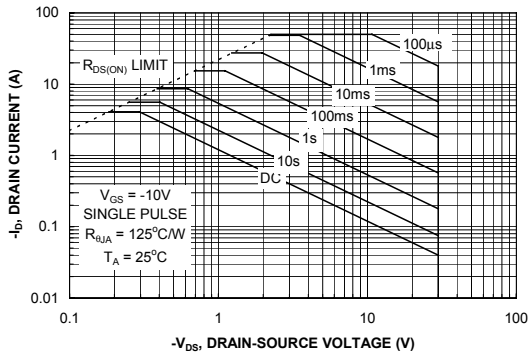 100
10
1
0.1
0.01
-I_D, DRAIN CURRENT (A)
R_DS(ON) LIMIT
100µs
1ms
10ms
100ms
1s
10s
DC
V_GS = -10V
SINGLE PULSE
R_θJA = 125°C/W
T_A = 25°C
0.1
1
10
100
-V_DS, DRAIN-SOURCE VOLTAGE (V)